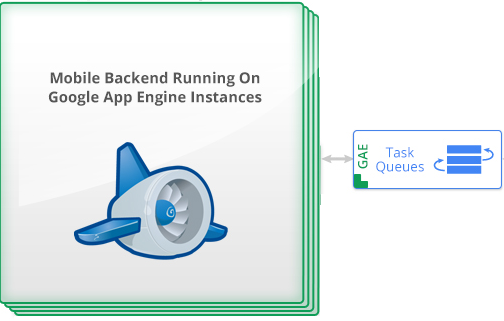 Mobile Backend Running On
Google App Engine Instances
GAE
Task
Queues